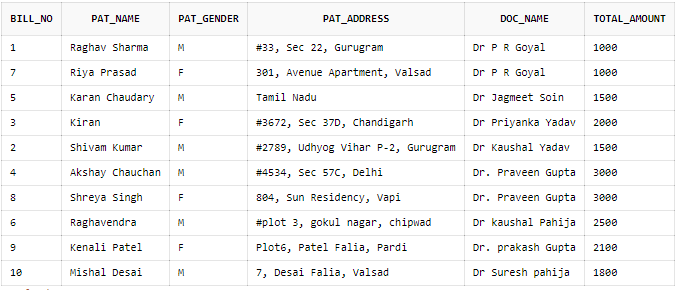 BILL_NO PAT_NAME PAT_GENDER PAT_ADDRESS DOC_NAME TOTAL_AMOUNT
1 Raghav Sharma M #33, Sec 22, Gurugram Dr P R Goyal 1000
7 Riya Prasad F 301, Avenue Apartment, Valsad Dr P R Goyal 1000
5 Karan Chaudary M Tamil Nadu Dr Jagmeet Soin 1500
3 Kiran F #3672, Sec 37D, Chandigarh Dr Priyanka Yadav 2000
2 Shivam Kumar M #2789, Udhyog Vihar P-2, Gurugram Dr Kaushal Yadav 1500
4 Akshay Chauchan M #4534, Sec 57C, Delhi Dr. Praveen Gupta 3000
8 Shreya Singh F 804, Sun Residency, Vapi Dr. Praveen Gupta 3000
6 Raghavendra M #plot 3, gokul nagar, chipwad Dr kaushal Pahija 2500
9 Kenali Patel F Plot6, Patel Falia, Pardi Dr. prakash Gupta 2100
10 Mishal Desai M 7, Desai Falia, Valsad Dr Suresh pahija 1800